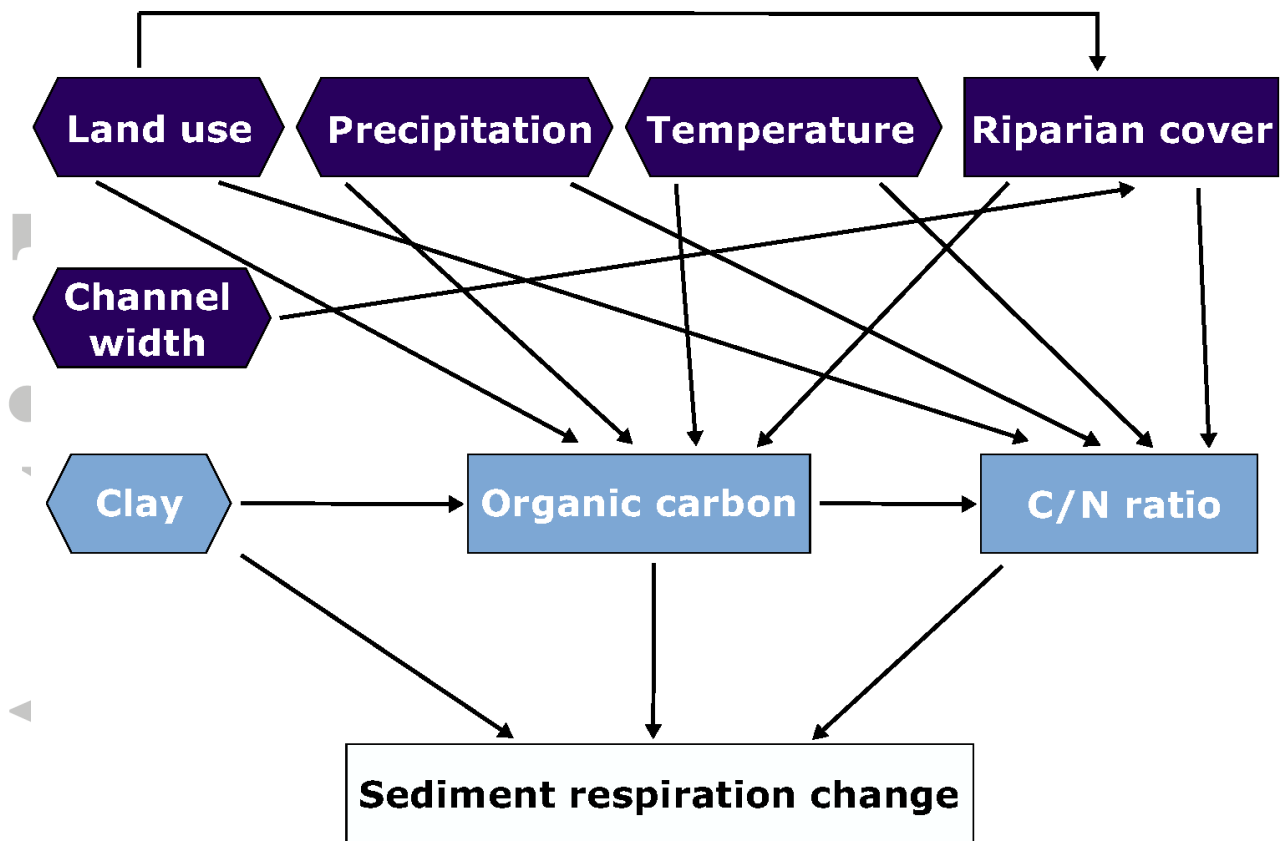 Land use
Precipitation
Temperature
Riparian cover
Channel
width
Clay
Organic carbon
C/N ratio
Sediment respiration change